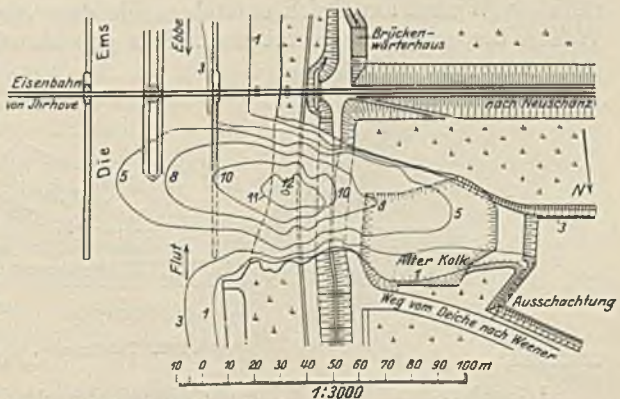 Die Ems
Ebbe
Brückenwärterhaus
Eisenbahn
von Jhrhove
nach Neuschanz
1
3
5
8
10
11
12
10
8
5
N
3
Flut
Alter Kolk
1
Ausschachtung
Weg vom Deiche nach Weener
3
1
10 0 10 20 30 40 50 60 70 80 90 100 m
1:3000